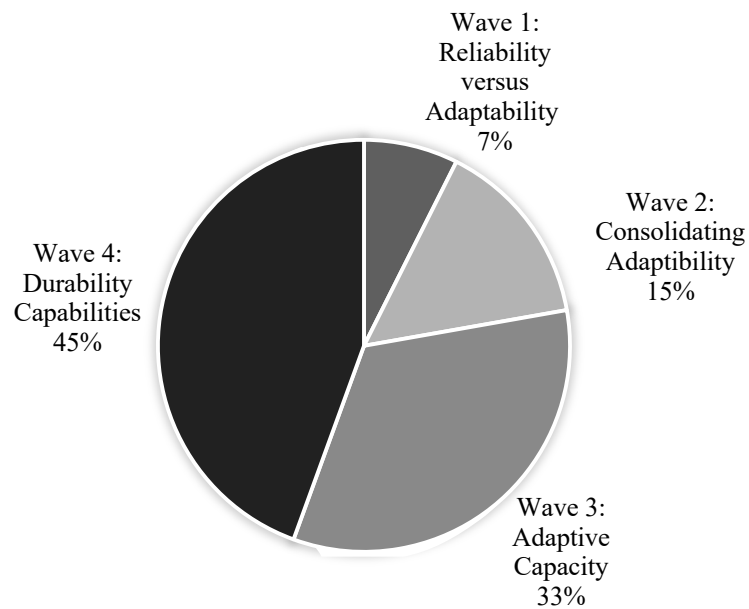 Wave 1:
Reliability
versus
Adaptability
7%
Wave 2:
Consolidating
Adaptibility
15%
Wave 3:
Adaptive
Capacity
33%
Wave 4:
Durability
Capabilities
45%